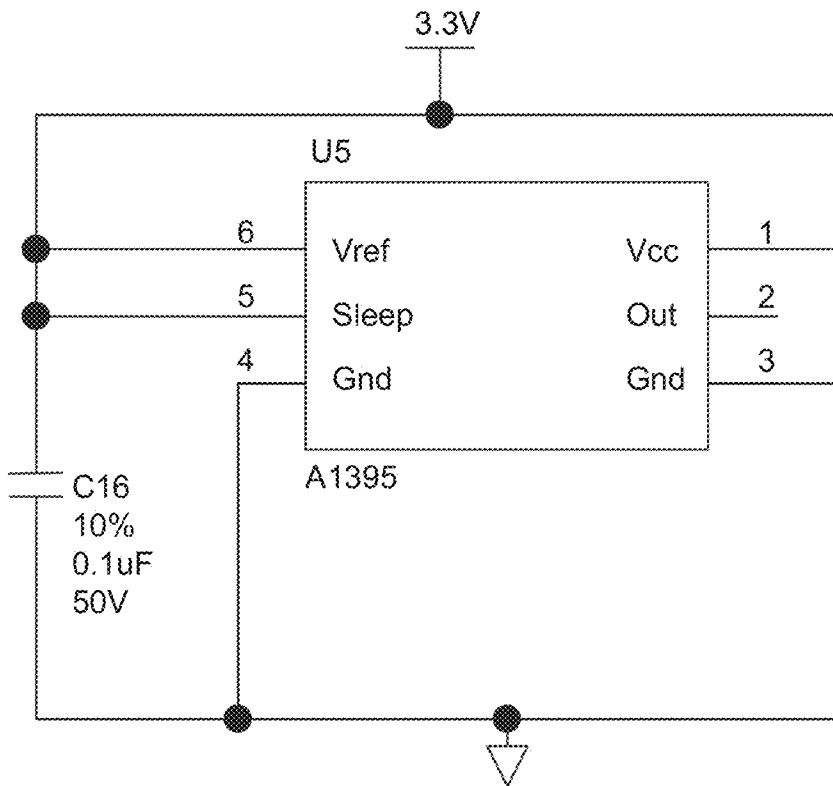 3.3V
U5
6
Vref
Vcc
1
5
Sleep
Out
2
4
Gnd
Gnd
3
A1395
C16
10%
0.1uF
50V